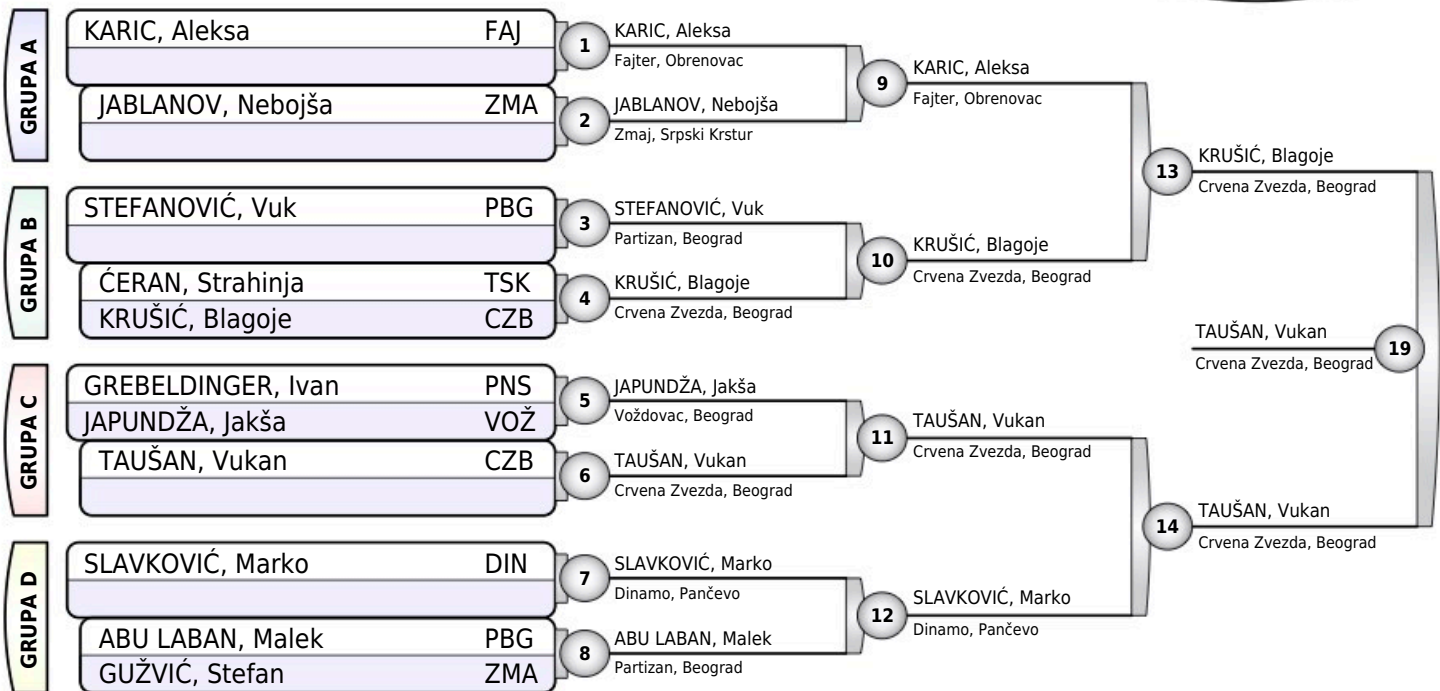 GRUPA A
KARIC, Aleksa FAJ
JABLANOV, Nebojša ZMA
1
KARIC, Aleksa
Fajter, Obrenovac
2
JABLANOV, Nebojša
Zmaj, Srpski Krstur
9
KARIC, Aleksa
Fajter, Obrenovac
GRUPA B
STEFANOVIĆ, Vuk PBG
ĆERAN, Strahinja TSK
KRUŠIĆ, Blagoje CZB
3
STEFANOVIĆ, Vuk
Partizan, Beograd
4
KRUŠIĆ, Blagoje
Crvena Zvezda, Beograd
10
KRUŠIĆ, Blagoje
Crvena Zvezda, Beograd
13
KRUŠIĆ, Blagoje
Crvena Zvezda, Beograd
GRUPA C
GREBELDINGER, Ivan PNS
JAPUNDŽA, Jakša VOŽ
TAUŠAN, Vukan CZB
5
JAPUNDŽA, Jakša
Voždovac, Beograd
6
TAUŠAN, Vukan
Crvena Zvezda, Beograd
11
TAUŠAN, Vukan
Crvena Zvezda, Beograd
GRUPA D
SLAVKOVIĆ, Marko DIN
ABU LABAN, Malek PBG
GUŽVIĆ, Stefan ZMA
7
SLAVKOVIĆ, Marko
Dinamo, Pančevo
8
ABU LABAN, Malek
Partizan, Beograd
12
SLAVKOVIĆ, Marko
Dinamo, Pančevo
14
TAUŠAN, Vukan
Crvena Zvezda, Beograd
TAUŠAN, Vukan
Crvena Zvezda, Beograd
19